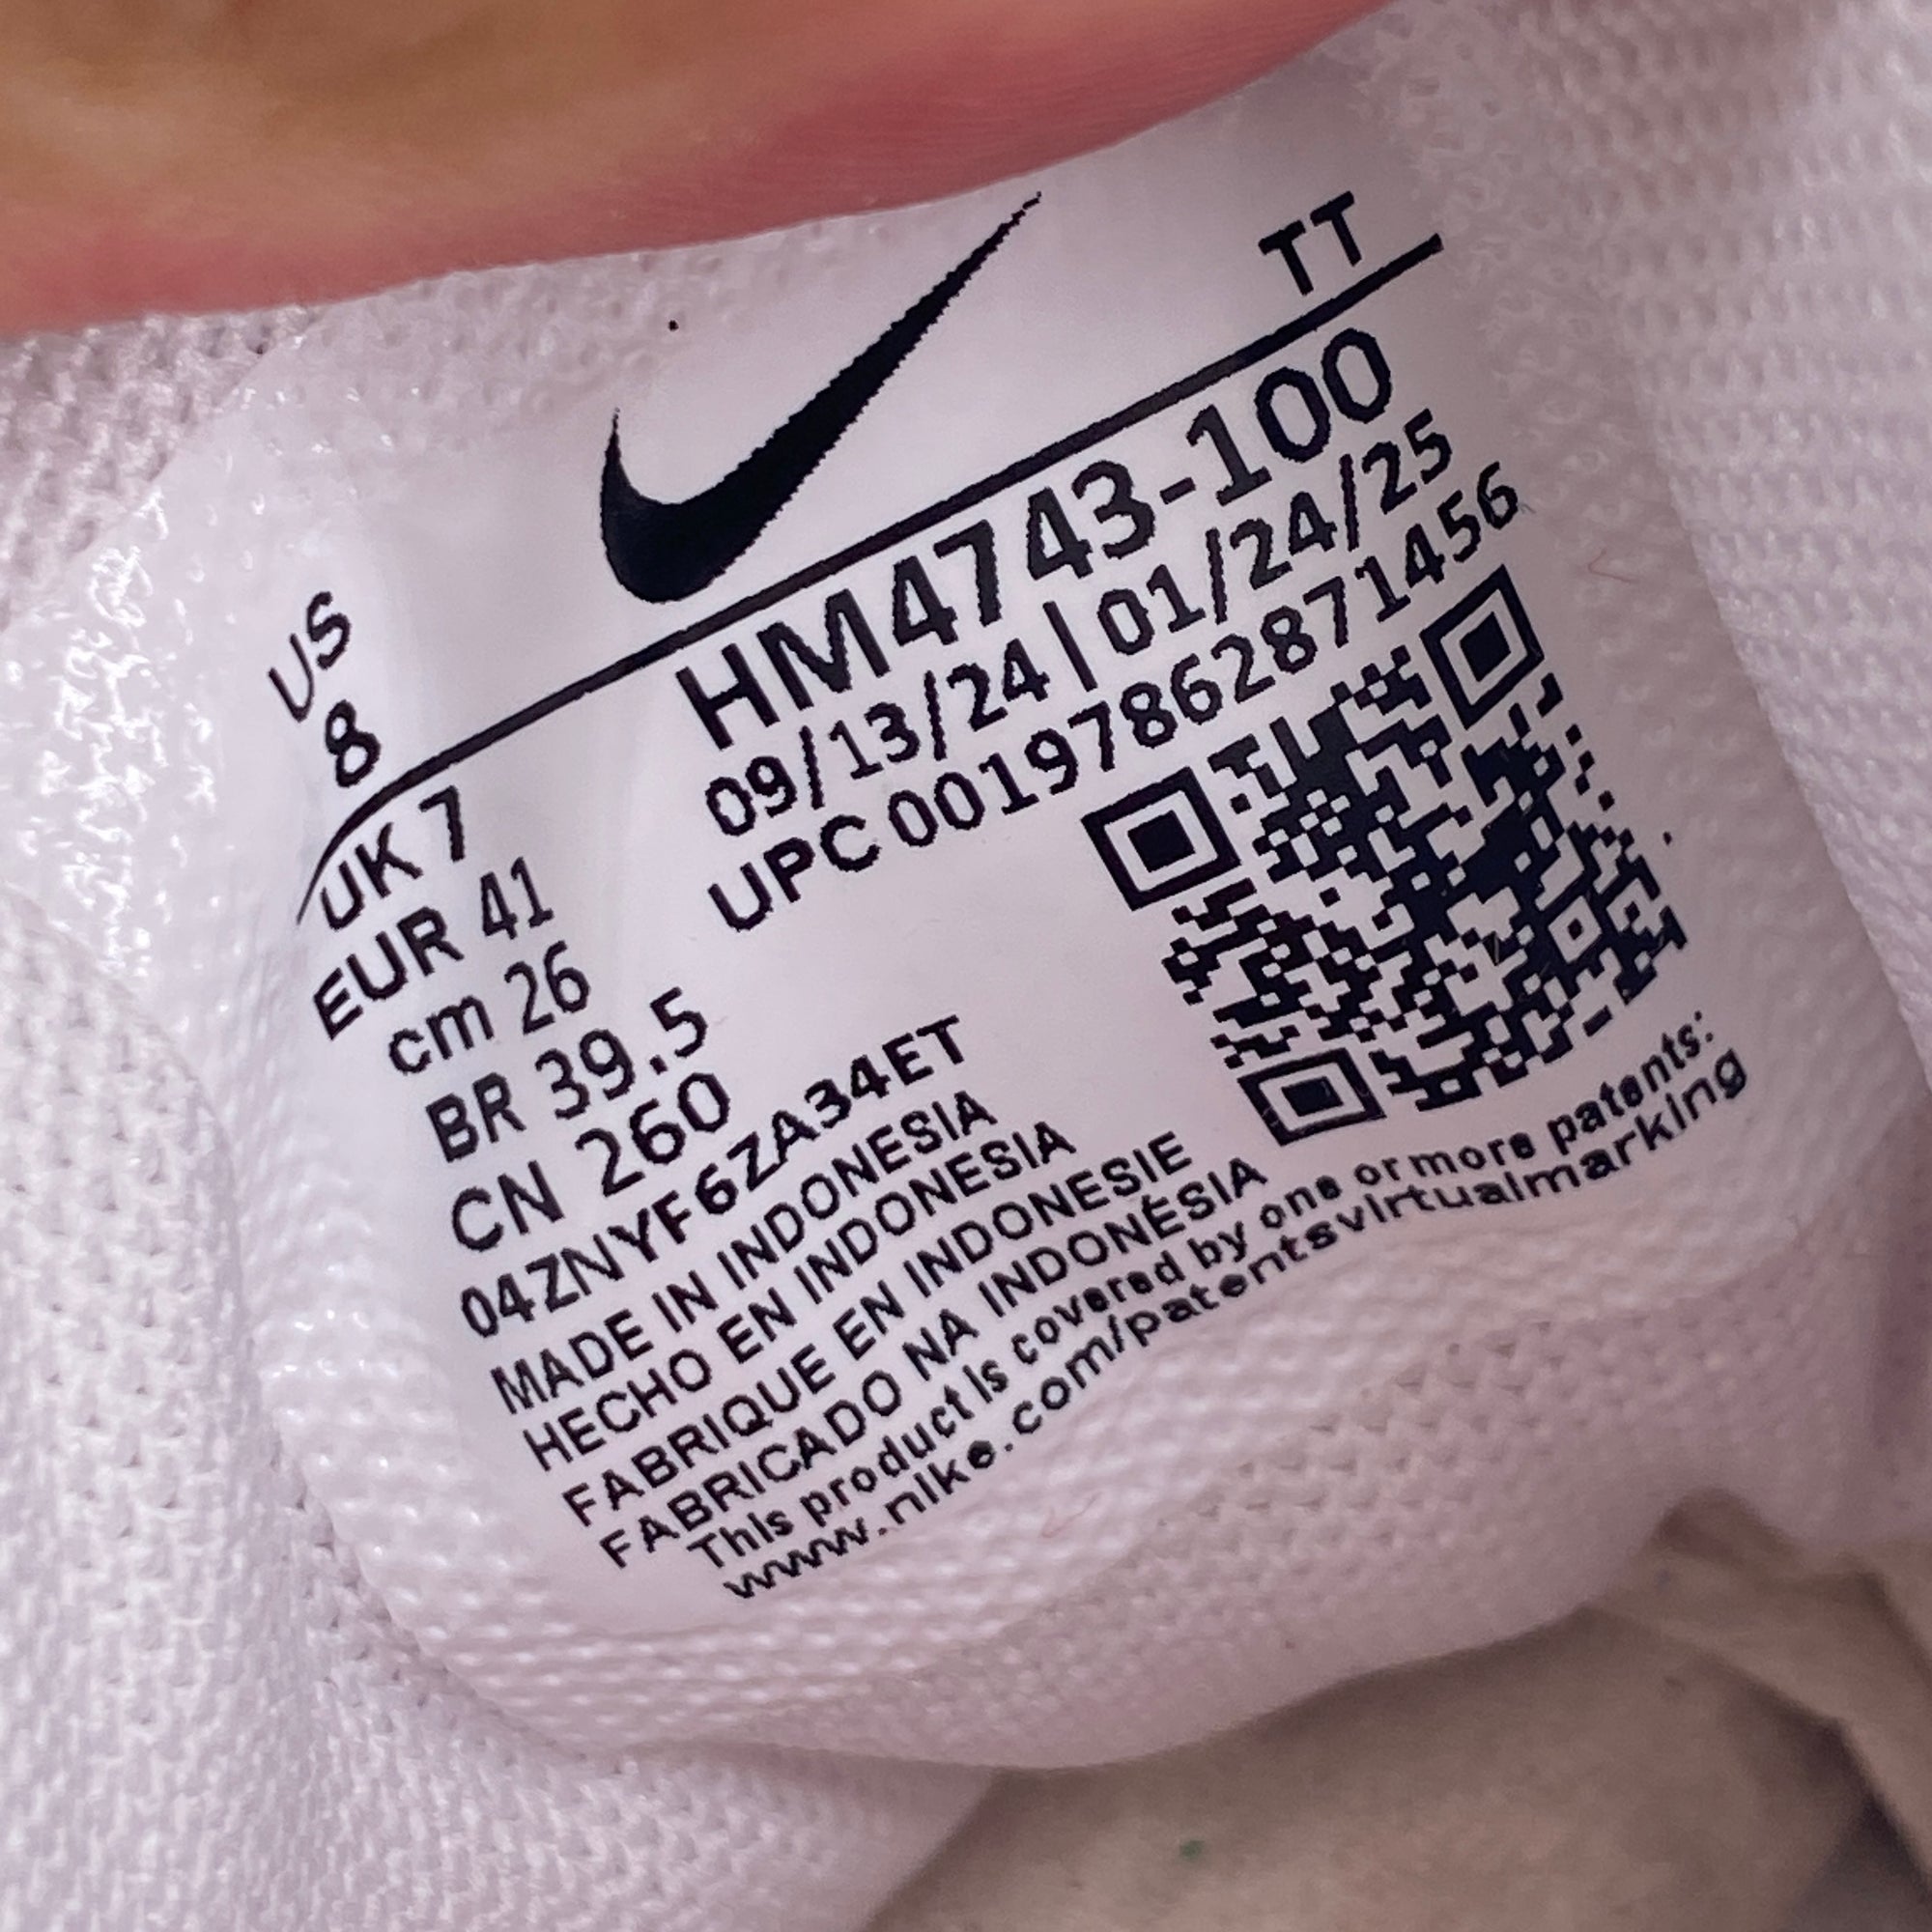 TT
US
8
HM4743-100
09/13/24|01/24/25
UPC 00197862871456
UK 7
EUR 41
cm 26
BR 39.5
CN 260
04ZNYF6ZA34ET
MADE IN INDONESIA
HECHO EN INDONESIA
FABRIQUE EN INDONESIE
FABRICADO NA INDONÉSIA
This product is covered by one or more patents:
www.nike.com/patentsvirtualmarking